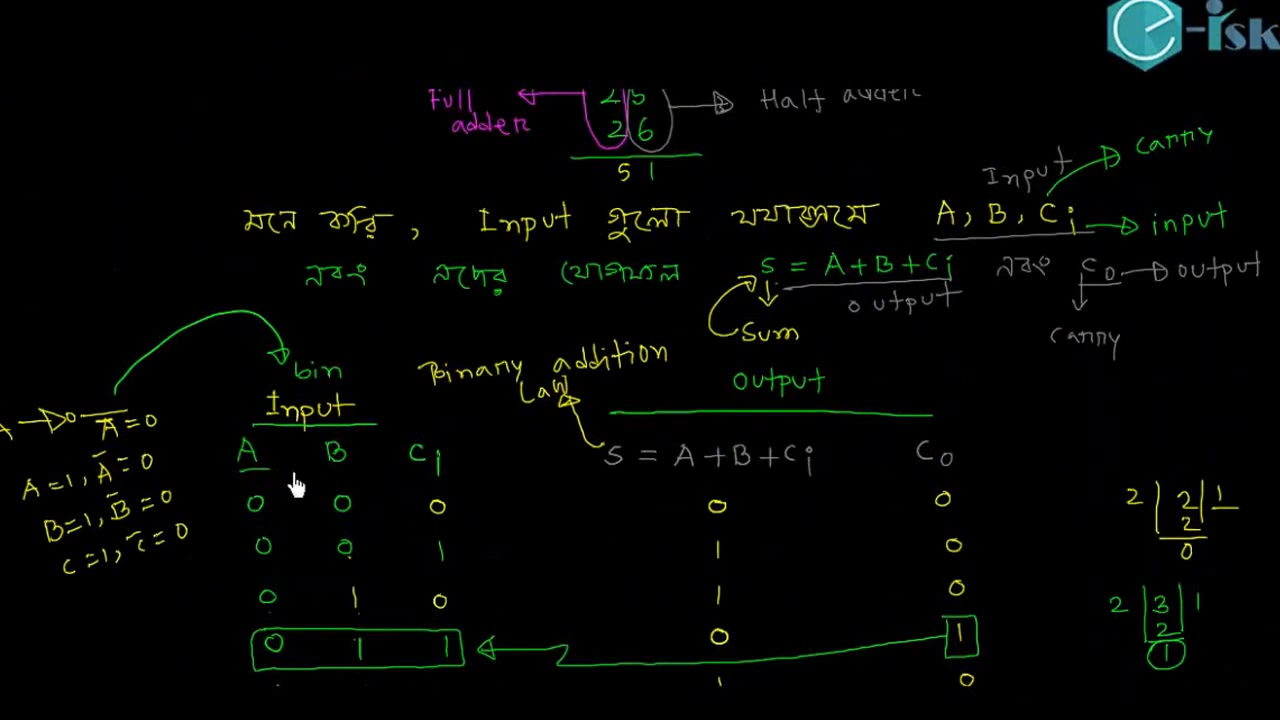 e-isk
Full adder
25
26
51
Half adder
মনে করি, Input গুলো যথাক্রমে A, B, Ci
Input
carry
input
এবং এদের যোগফল S = A+B+Ci এবং Co
output
output
Sum
carry
bin
Binary addition
Law
Output
Input
A B Ci S = A+B+Ci Co
0 0 0 0 0
0 0 1 1 0
0 1 0 1 0
0 1 1 0 1
1 0
Ā=0
A=1, Ā=0
B=1, B̄=0
C=1, C̄=0
2 | 2 | 1
2
0
2 | 3 | 1
2
1